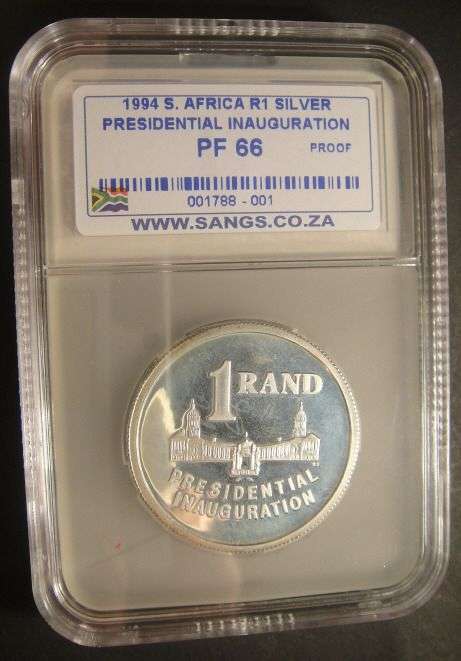 1994 S. AFRICA R1 SILVER
PRESIDENTIAL INAUGURATION
PF 66 PROOF
001788 - 001
WWW.SANGS.CO.ZA
1 RAND
PRESIDENTIAL
INAUGURATION